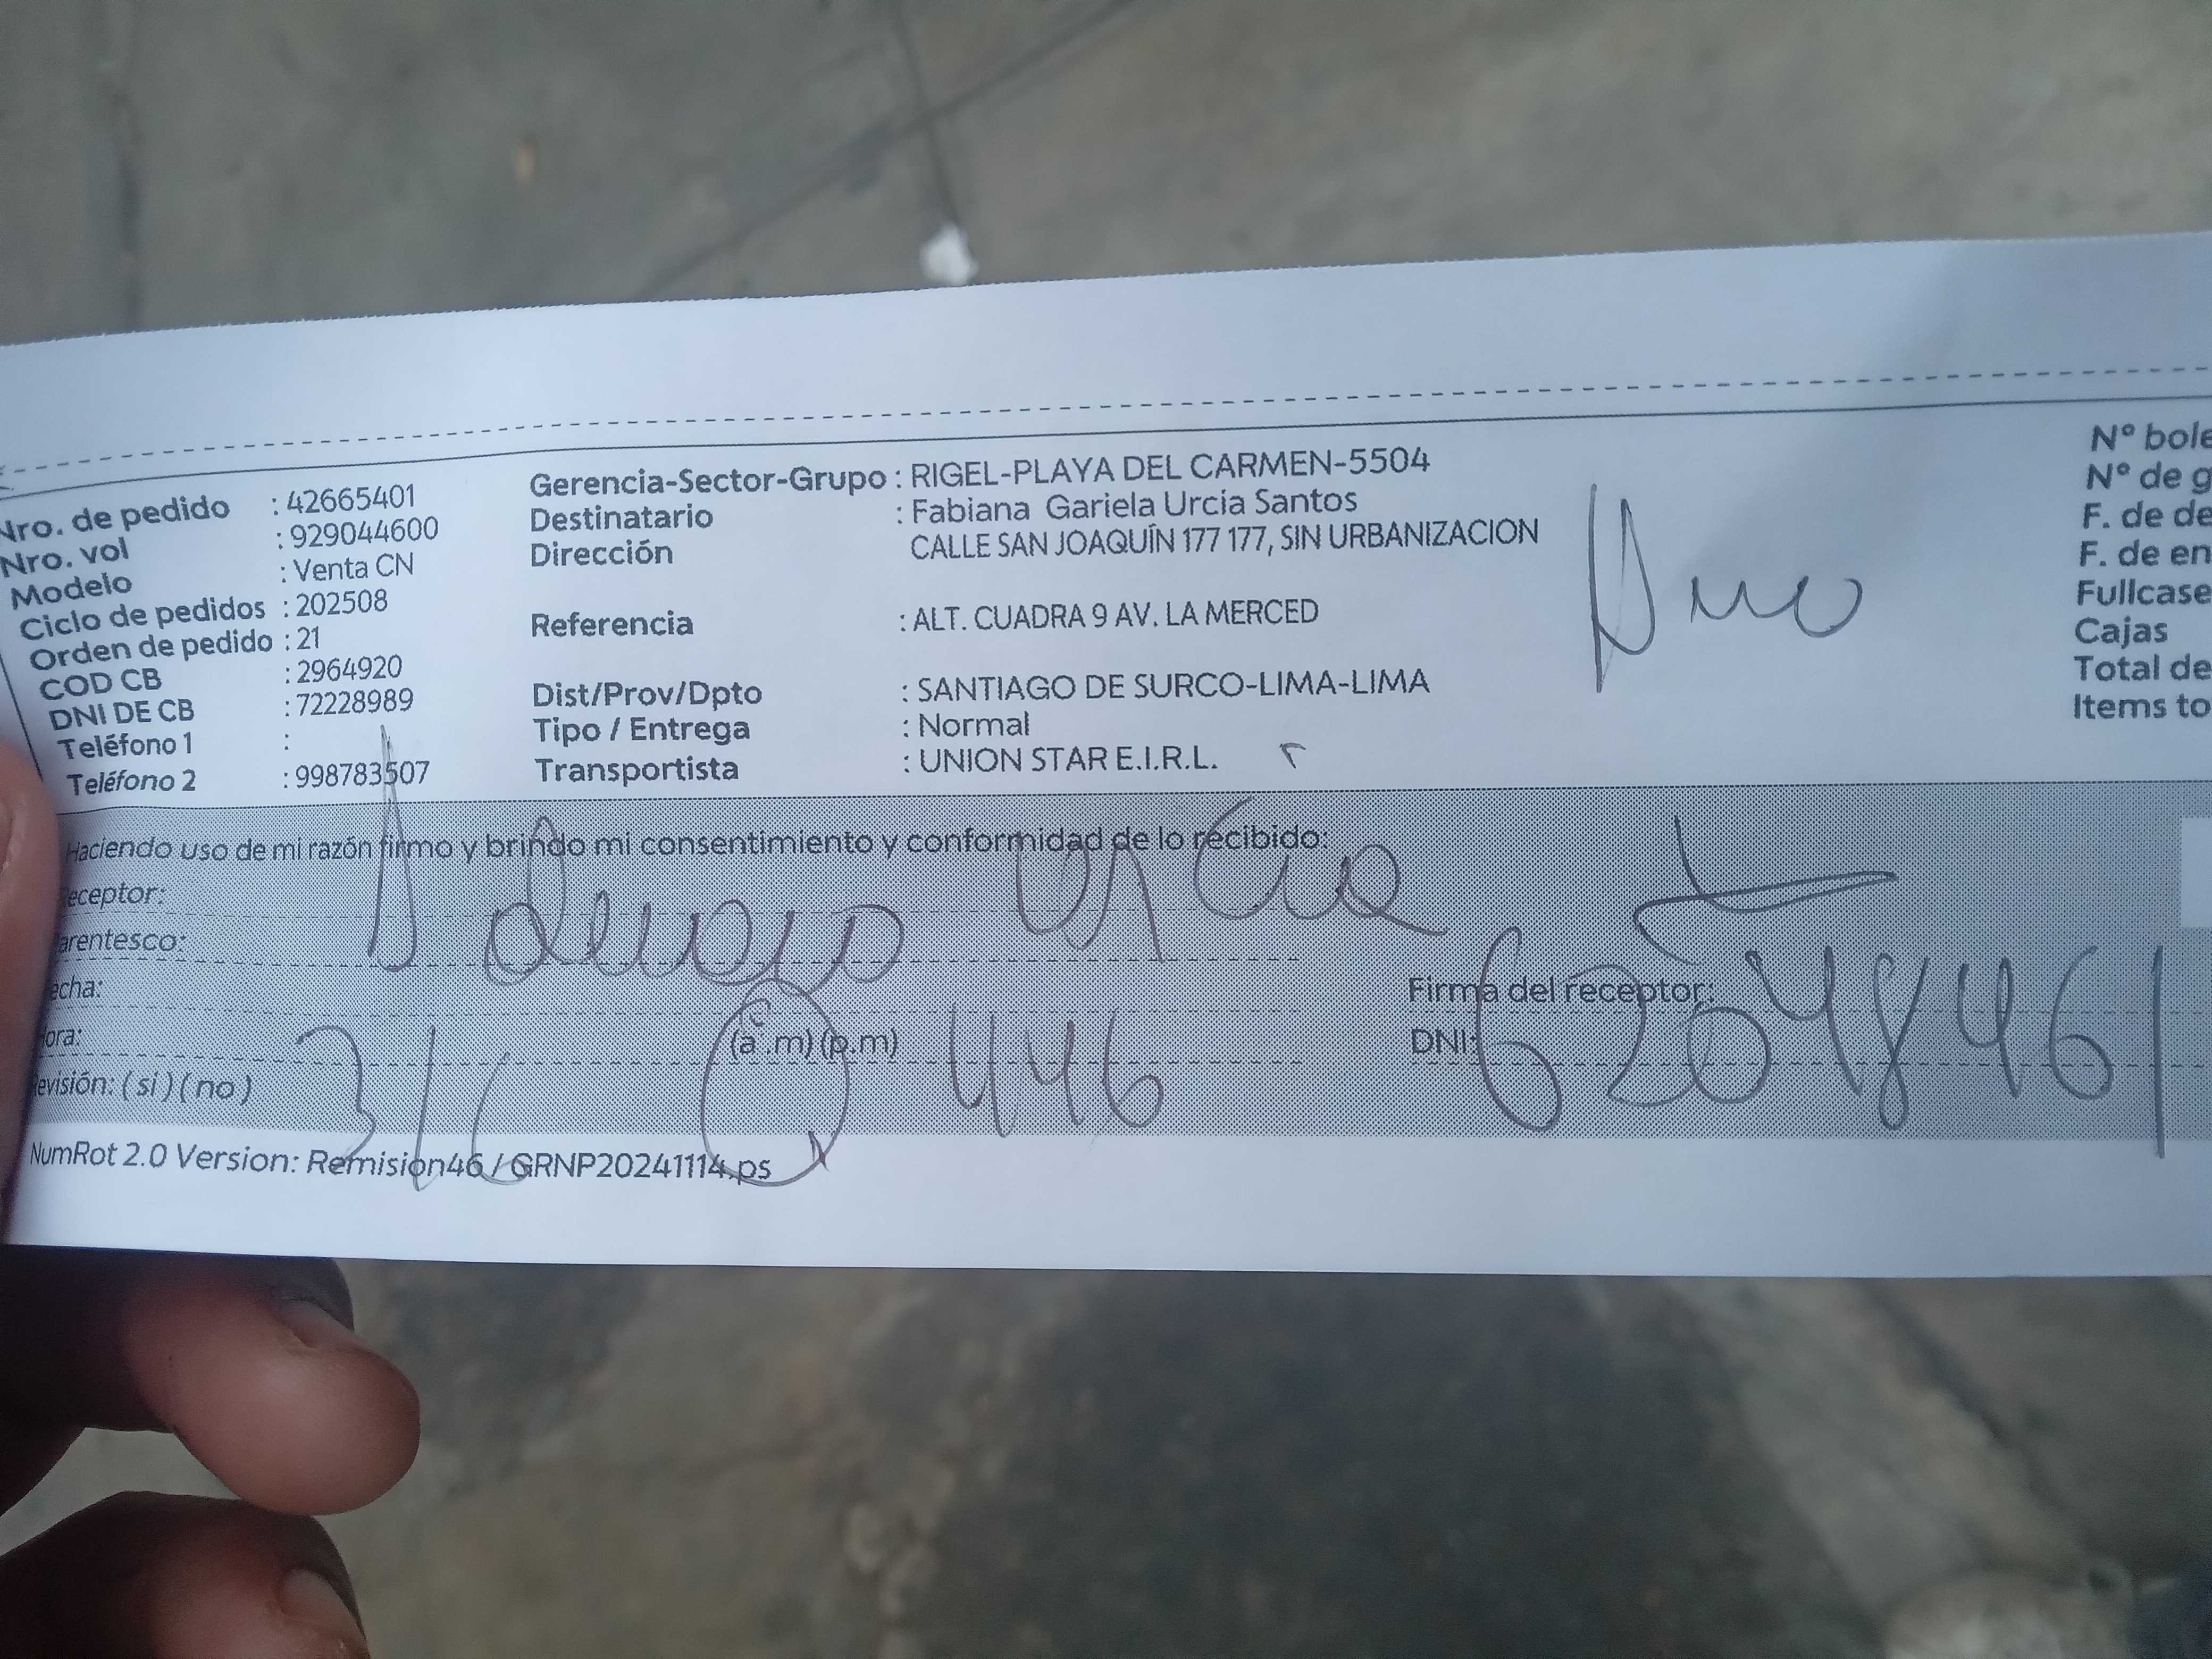 Nro. de pedido : 42665401
Nro. vol : 929044600
Modelo : Venta CN
Ciclo de pedidos : 202508
Orden de pedido : 21
COD CB : 2964920
DNI DE CB : 72228989
Teléfono 1 :
Teléfono 2 : 998783507
Gerencia-Sector-Grupo : RIGEL-PLAYA DEL CARMEN-5504
Destinatario : Fabiana Gariela Urcia Santos
Dirección CALLE SAN JOAQUÍN 177 177, SIN URBANIZACION
Referencia : ALT. CUADRA 9 AV. LA MERCED
Dist/Prov/Dpto : SANTIAGO DE SURCO-LIMA-LIMA
Tipo / Entrega : Normal
Transportista : UNION STAR E.I.R.L.
Nº bole
Nº de g
F. de de
F. de en
Fullcase
Cajas
Total de
Items to
Haciendo uso de mi razón firmo y brindo mi consentimiento y conformidad de lo recibido:
eceptor:
arentesco:
echa:
ora: (a .m) (p.m) 446
evisión: ( si ) ( no )
Firma del receptor:
DNI: 62048461
NumRot 2.0 Version: Remision46 / GRNP20241114.ps